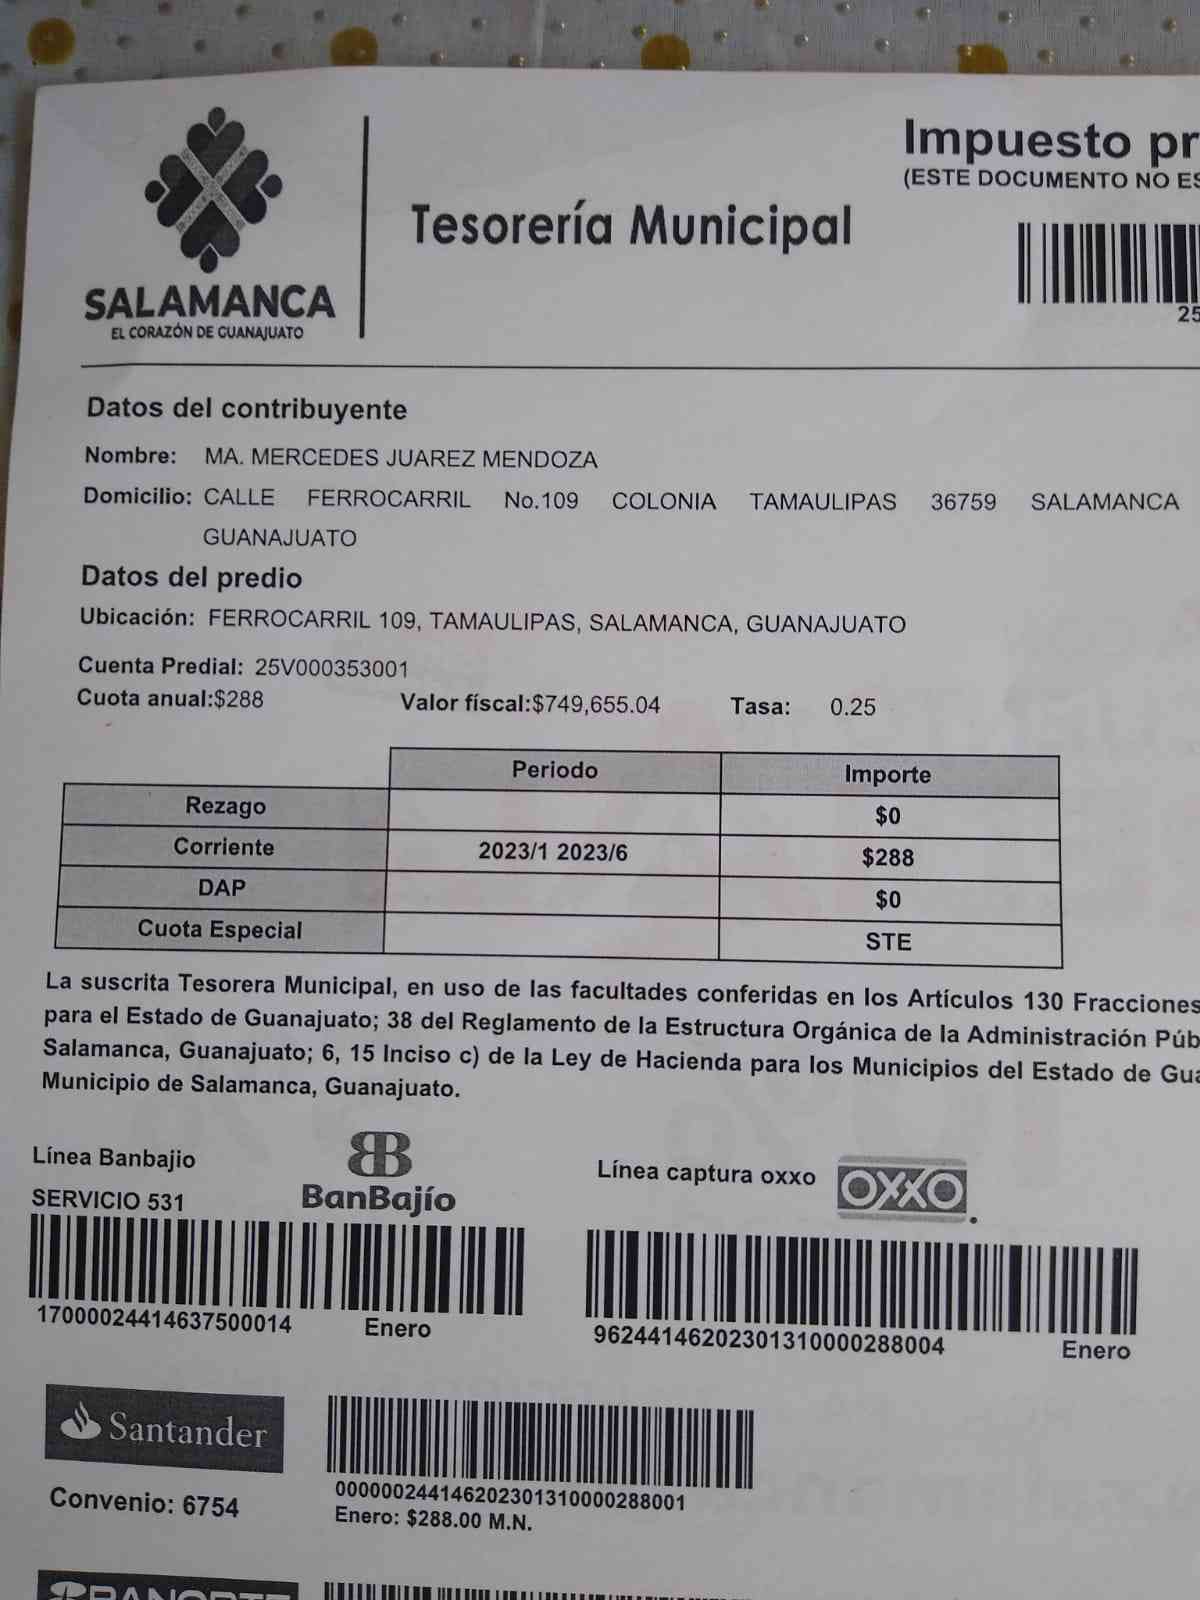 Impuesto pr
(ESTE DOCUMENTO NO ES
Tesorería Municipal
SALAMANCA
EL CORAZÓN DE GUANAJUATO
25
Datos del contribuyente
Nombre: MA. MERCEDES JUAREZ MENDOZA
Domicilio: CALLE FERROCARRIL No.109 COLONIA TAMAULIPAS 36759 SALAMANCA
GUANAJUATO
Datos del predio
Ubicación: FERROCARRIL 109, TAMAULIPAS, SALAMANCA, GUANAJUATO
Cuenta Predial: 25V000353001
Cuota anual:$288 Valor físcal:$749,655.04 Tasa: 0.25
Periodo Importe
Rezago $0
Corriente 2023/1 2023/6 $288
DAP $0
Cuota Especial STE
La suscrita Tesorera Municipal, en uso de las facultades conferidas en los Artículos 130 Fracciones
para el Estado de Guanajuato; 38 del Reglamento de la Estructura Orgánica de la Administración Púb
Salamanca, Guanajuato; 6, 15 Inciso c) de la Ley de Hacienda para los Municipios del Estado de Gua
Municipio de Salamanca, Guanajuato.
Línea Banbajio BanBajío Línea captura oxxo OXXO
SERVICIO 531
17000024414637500014 Enero
96244146202301310000288004 Enero
Santander
Convenio: 6754
000000244146202301310000288001
Enero: $288.00 M.N.
BANORTE